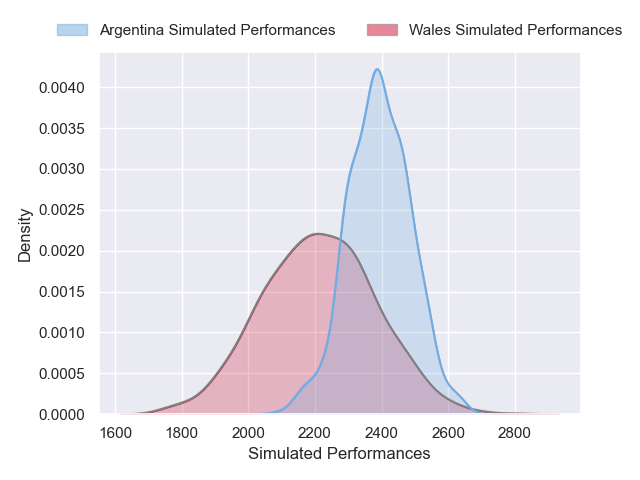 Argentina Simulated Performances
Wales Simulated Performances
0.0040
0.0035
0.0030
0.0025
0.0020
0.0015
0.0010
0.0005
0.0000
Density
1600 1800 2000 2200 2400 2600 2800
Simulated Performances